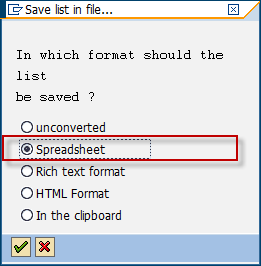 Save list in file...
In which format should the
list
be saved ?
unconverted
Spreadsheet
Rich text format
HTML Format
In the clipboard